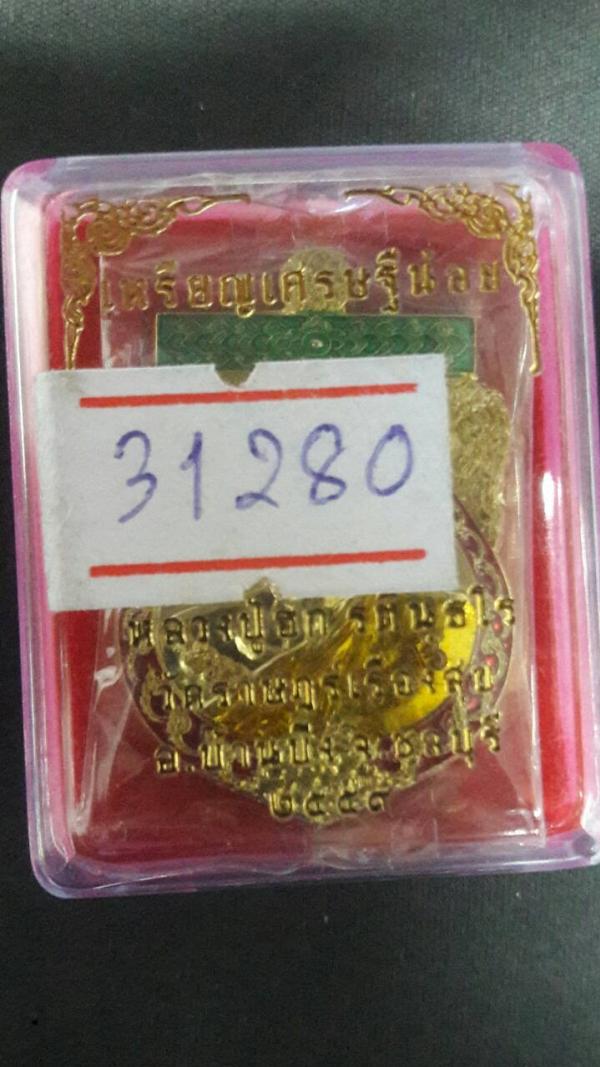 เหรียญเศรษฐีน้อย
31280
หลวงปู่ฮก รตินฺธโร
วัดราษฎร์เรืองสุข
อ.บ้านบึง จ.ชลบุรี
๒๕๕๙